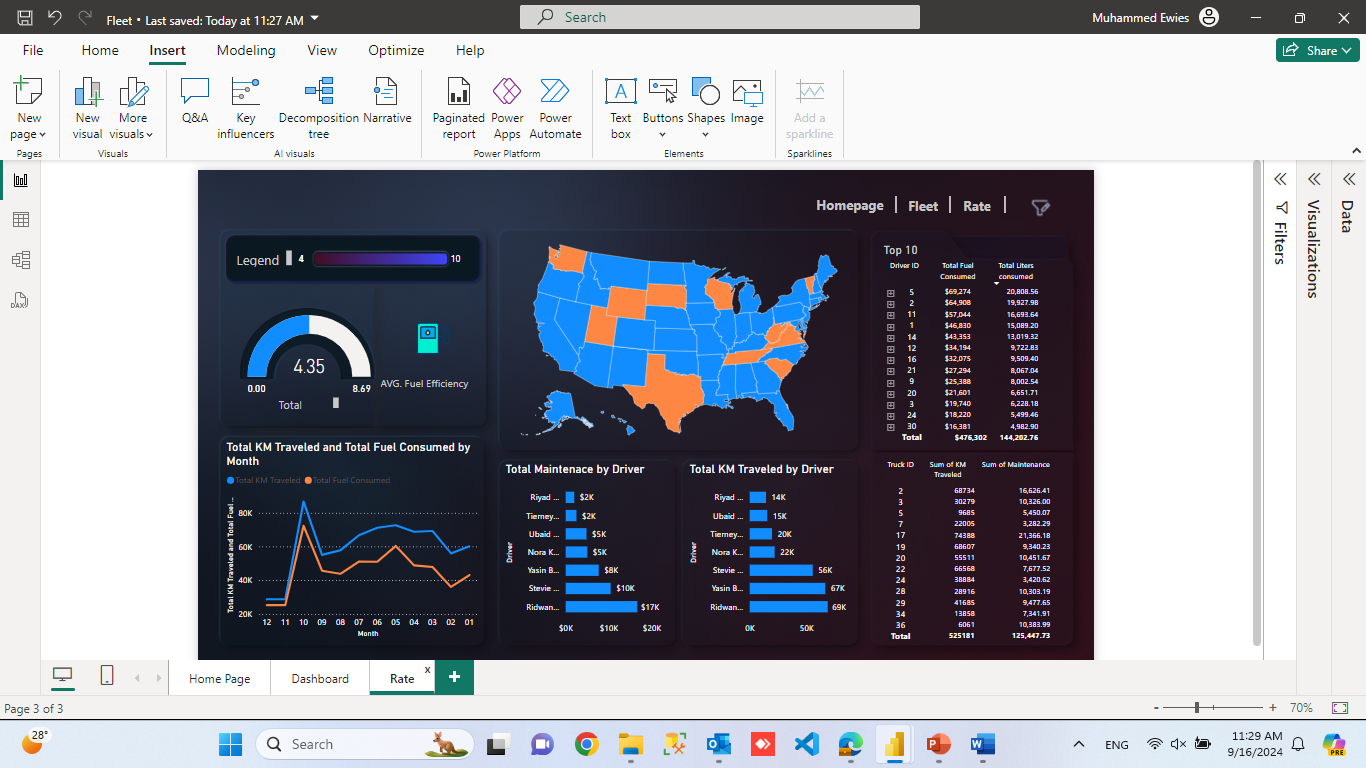 Fleet • Last saved: Today at 11:27 AM
Search
Muhammed Ewies
File Home Insert Modeling View Optimize Help
Share
New page
New visual
More visuals
Q&A
Key influencers
Decomposition tree
Narrative
Paginated report
Power Apps
Power Automate
Text box
Buttons
Shapes
Image
Add a sparkline
Pages Visuals AI visuals Power Platform Elements Sparklines
Homepage | Fleet | Rate |
Filters
Visualizations
Data
Legend 4 10
4.35
0.00 8.69
Total
AVG. Fuel Efficiency
Top 10
Driver ID Total Fuel Consumed Total Liters consumed
5 $69,274 20,808.56
2 $64,908 19,927.98
11 $57,044 16,693.64
1 $46,830 15,089.20
14 $43,353 13,019.32
12 $34,194 9,722.83
16 $32,075 9,509.40
21 $27,294 8,067.04
9 $25,388 8,002.54
20 $21,601 6,651.71
3 $19,740 6,228.18
24 $18,220 5,499.46
30 $16,381 4,982.90
Total $476,302 144,202.76
Total KM Traveled and Total Fuel Consumed by
Month
Total KM Traveled Total Fuel Consumed
Total KM Traveled and Total Fuel ...
80K
60K
40K
20K
12 11 10 09 08 07 06 05 04 03 02 01
Month
Total Maintenace by Driver
Driver
Riyad ... $2K
Tierney... $2K
Ubaid ... $5K
Nora K... $5K
Yasin B... $8K
Stevie ... $10K
Ridwan... $17K
$0K $10K $20K
Total KM Traveled by Driver
Driver
Riyad ... 14K
Ubaid ... 15K
Tierney... 20K
Nora K... 22K
Stevie ... 56K
Yasin B... 67K
Ridwan... 69K
0K 50K
Truck ID Sum of KM Traveled Sum of Maintenance
2 68734 16,626.41
3 30279 10,326.00
5 9685 5,450.07
7 22005 3,282.29
17 74388 21,366.18
19 68607 9,340.23
20 55511 10,451.67
22 66568 7,677.52
24 38884 3,420.62
28 28916 10,303.19
29 41685 9,477.65
34 13858 7,341.91
36 6061 10,383.99
Total 525181 125,447.73
Home Page Dashboard Rate x +
Page 3 of 3
- + 70%
28°
Search
ENG
11:29 AM
9/16/2024
PRE